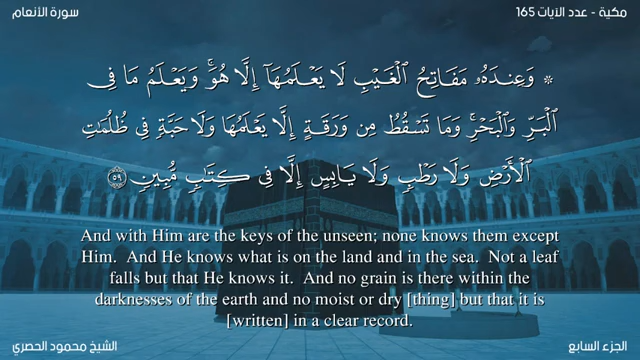 سورة الأنعام
مكية - عدد الآيات 165
۞ وَعِندَهُۥ مَفَاتِحُ ٱلْغَيْبِ لَا يَعْلَمُهَآ إِلَّا هُوَ ۚ وَيَعْلَمُ مَا فِى
ٱلْبَرِّ وَٱلْبَحْرِ ۚ وَمَا تَسْقُطُ مِن وَرَقَةٍ إِلَّا يَعْلَمُهَا وَلَا حَبَّةٍ فِى ظُلُمَٰتِ
ٱلْأَرْضِ وَلَا رَطْبٍ وَلَا يَابِسٍ إِلَّا فِى كِتَٰبٍ مُّبِينٍ ٥٩
And with Him are the keys of the unseen; none knows them except
Him. And He knows what is on the land and in the sea. Not a leaf
falls but that He knows it. And no grain is there within the
darknesses of the earth and no moist or dry [thing] but that it is
[written] in a clear record.
الشيخ محمود الحصري
الجزء السابع